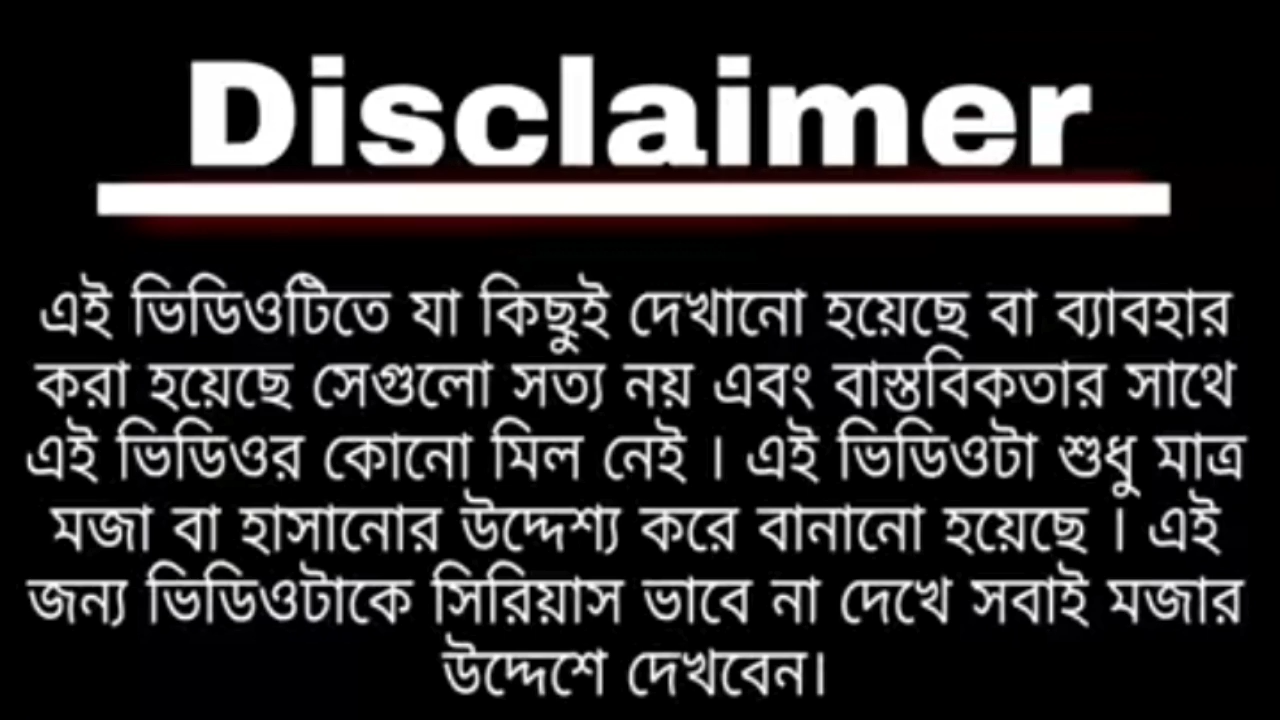 Disclaimer
এই ভিডিওটিতে যা কিছুই দেখানো হয়েছে বা ব্যাবহার
করা হয়েছে সেগুলো সত্য নয় এবং বাস্তবিকতার সাথে
এই ভিডিওর কোনো মিল নেই । এই ভিডিওটা শুধু মাত্র
মজা বা হাসানোর উদ্দেশ্য করে বানানো হয়েছে । এই
জন্য ভিডিওটাকে সিরিয়াস ভাবে না দেখে সবাই মজার
উদ্দেশে দেখবেন।